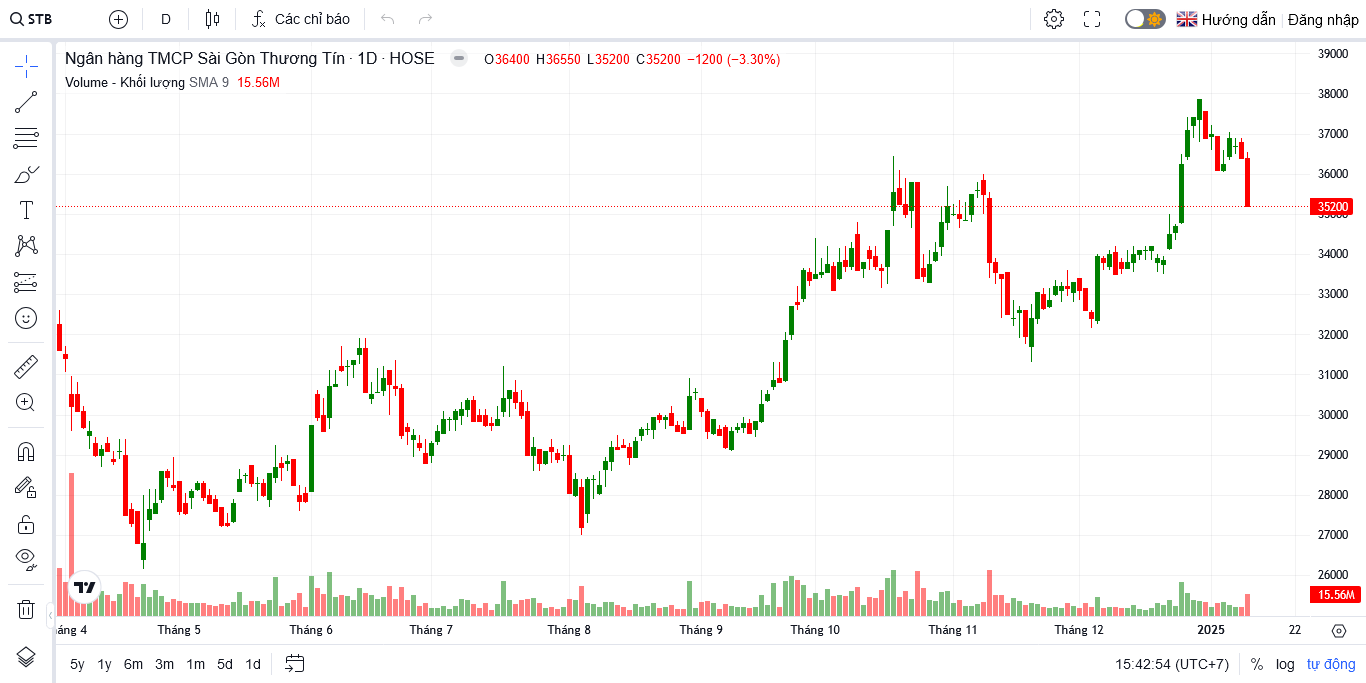 STB D Các chỉ báo Hướng dẫn Đăng nhập
Ngân hàng TMCP Sài Gòn Thương Tín · 1D · HOSE O36400 H36550 L35200 C35200 −1200 (−3.30%)
Volume - Khối lượng SMA 9 15.56M
39000
38000
37000
36000
35200
35000
34000
33000
32000
31000
30000
29000
28000
27000
26000
15.56M
áng 4 Tháng 5 Tháng 6 Tháng 7 Tháng 8 Tháng 9 Tháng 10 Tháng 11 Tháng 12 2025 22
5y 1y 6m 3m 1m 5d 1d 15:42:54 (UTC+7) % log tự động